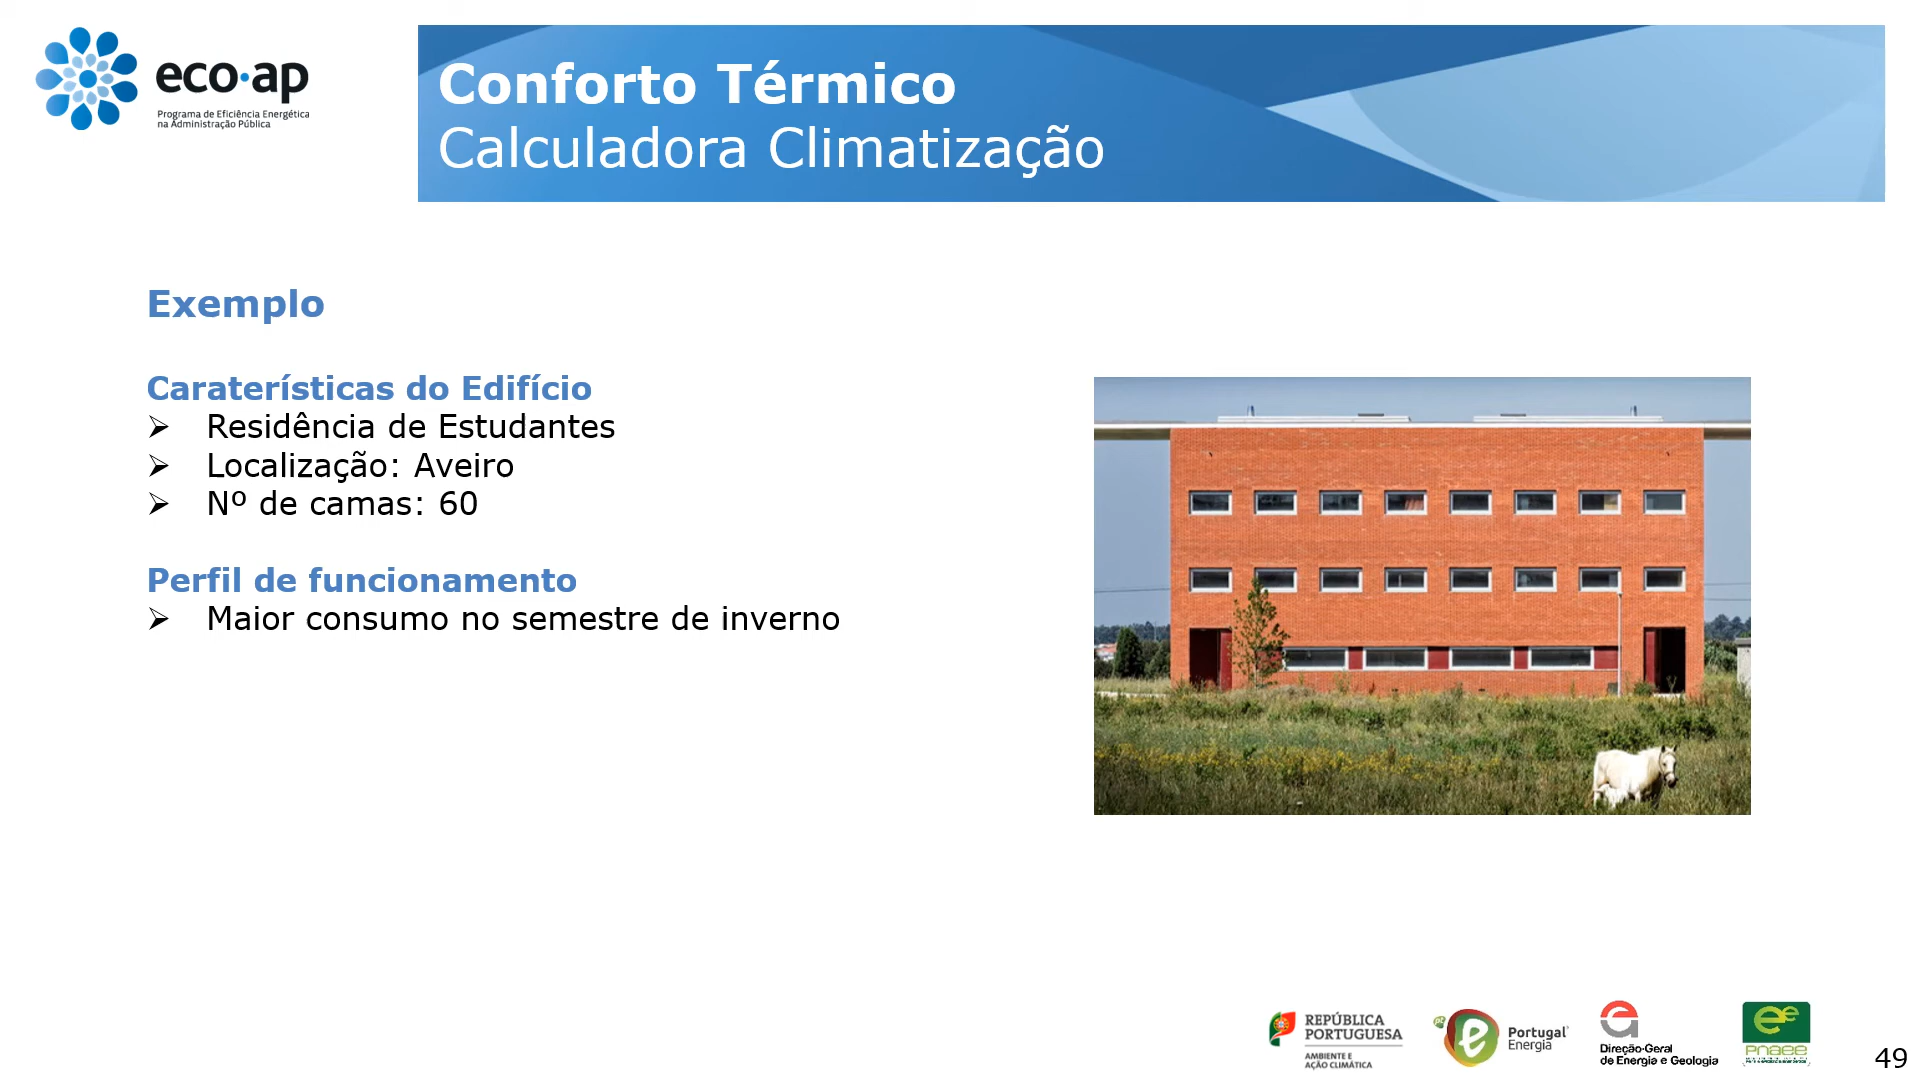 eco·ap
Programa de Eficiência Energética
na Administração Pública
Conforto Térmico
Calculadora Climatização
Exemplo
Caraterísticas do Edifício
Residência de Estudantes
Localização: Aveiro
Nº de camas: 60
Perfil de funcionamento
Maior consumo no semestre de inverno
REPÚBLICA
PORTUGUESA
AMBIENTE E
AÇÃO CLIMÁTICA
pt
Portugal
Energia
Direção-Geral
de Energia e Geologia
pnaee
49